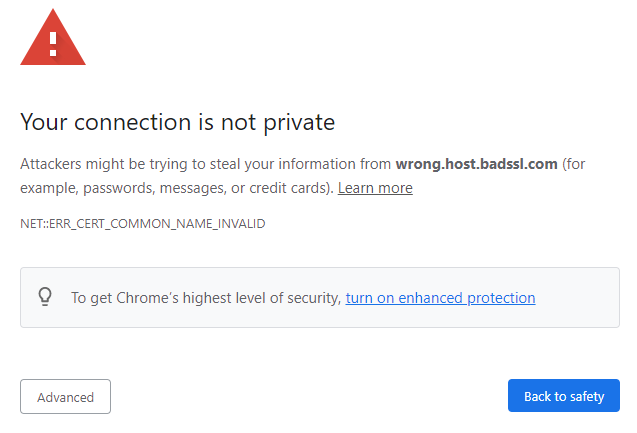 Your connection is not private
Attackers might be trying to steal your information from wrong.host.badssl.com (for
example, passwords, messages, or credit cards). Learn more
NET::ERR_CERT_COMMON_NAME_INVALID
To get Chrome’s highest level of security, turn on enhanced protection
Advanced
Back to safety